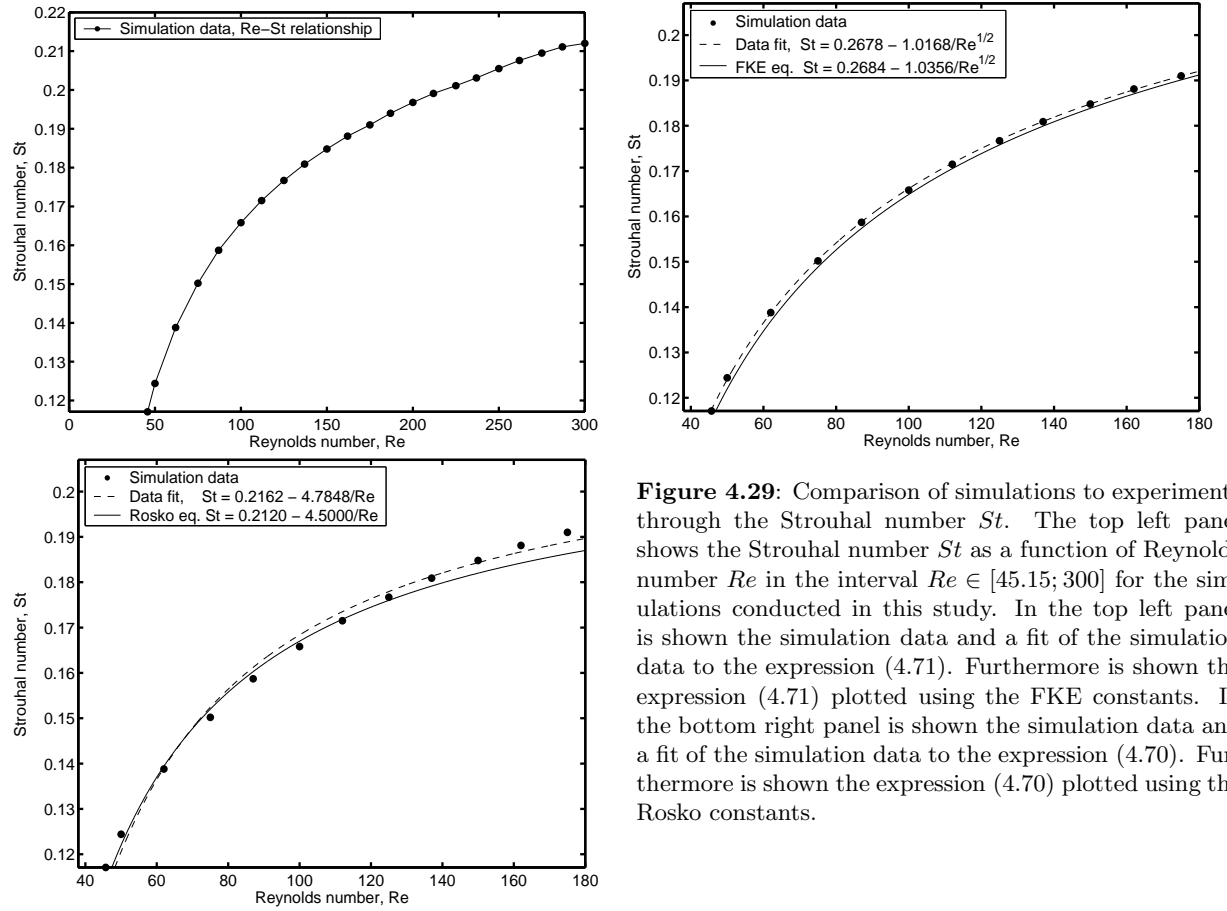 0.22
0.21
0.2
0.19
0.18
0.17
0.16
0.15
0.14
0.13
0.12
Strouhal number, St
Simulation data, Re−St relationship
0 50 100 150 200 250 300
Reynolds number, Re
0.2
0.19
0.18
0.17
0.16
0.15
0.14
0.13
0.12
Strouhal number, St
Simulation data
Data fit, St = 0.2678 − 1.0168/Re^1/2
FKE eq. St = 0.2684 − 1.0356/Re^1/2
40 60 80 100 120 140 160 180
Reynolds number, Re
0.2
0.19
0.18
0.17
0.16
0.15
0.14
0.13
0.12
Strouhal number, St
Simulation data
Data fit, St = 0.2162 − 4.7848/Re
Rosko eq. St = 0.2120 − 4.5000/Re
40 60 80 100 120 140 160 180
Reynolds number, Re
Figure 4.29: Comparison of simulations to experiment
through the Strouhal number St. The top left pane
shows the Strouhal number St as a function of Reynold
number Re in the interval Re ∈ [45.15; 300] for the sim
ulations conducted in this study. In the top left pane
is shown the simulation data and a fit of the simulatio
data to the expression (4.71). Furthermore is shown th
expression (4.71) plotted using the FKE constants. I
the bottom right panel is shown the simulation data an
a fit of the simulation data to the expression (4.70). Fur
thermore is shown the expression (4.70) plotted using th
Rosko constants.